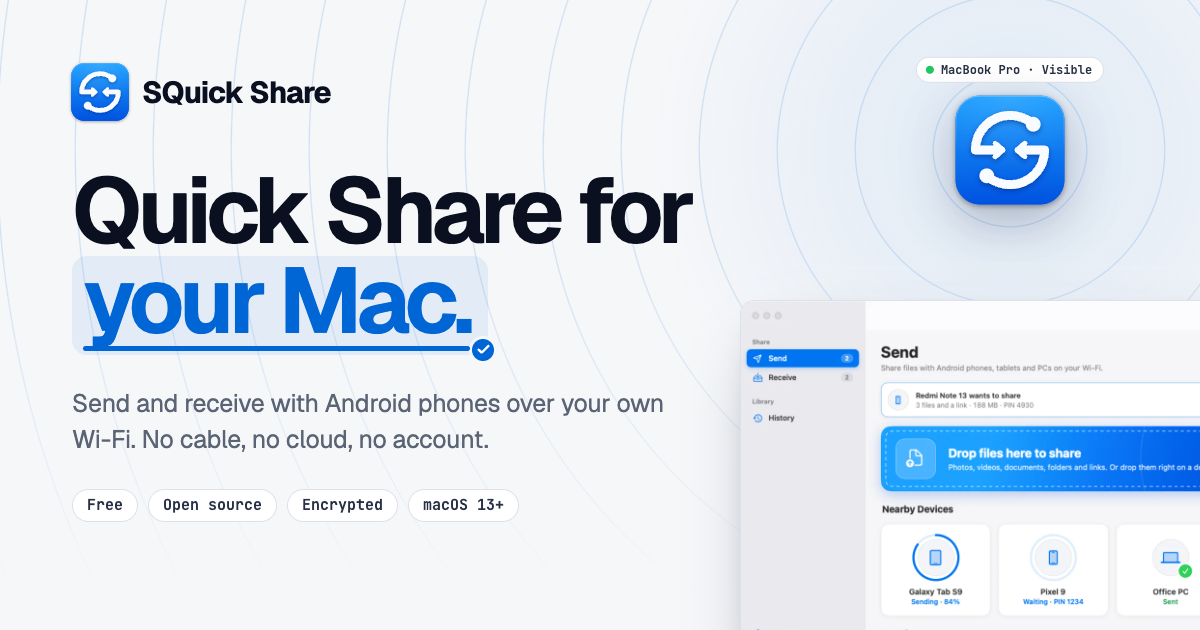 SQuick Share
Quick Share for
your Mac.
Send and receive with Android phones over your own
Wi-Fi. No cable, no cloud, no account.
Free
Open source
Encrypted
macOS 13+
MacBook Pro · Visible
Share
Send 2
Receive 2
Library
History
Send
Share files with Android phones, tablets and PCs on your Wi-Fi.
Redmi Note 13 wants to share
3 files and a link · 168 MB · PIN 4930
Drop files here to share
Photos, videos, documents, folders and links. Or drop them right on a
Nearby Devices
Galaxy Tab S9
Sending · 84%
Pixel 9
Waiting · PIN 1234
Office PC
Sent